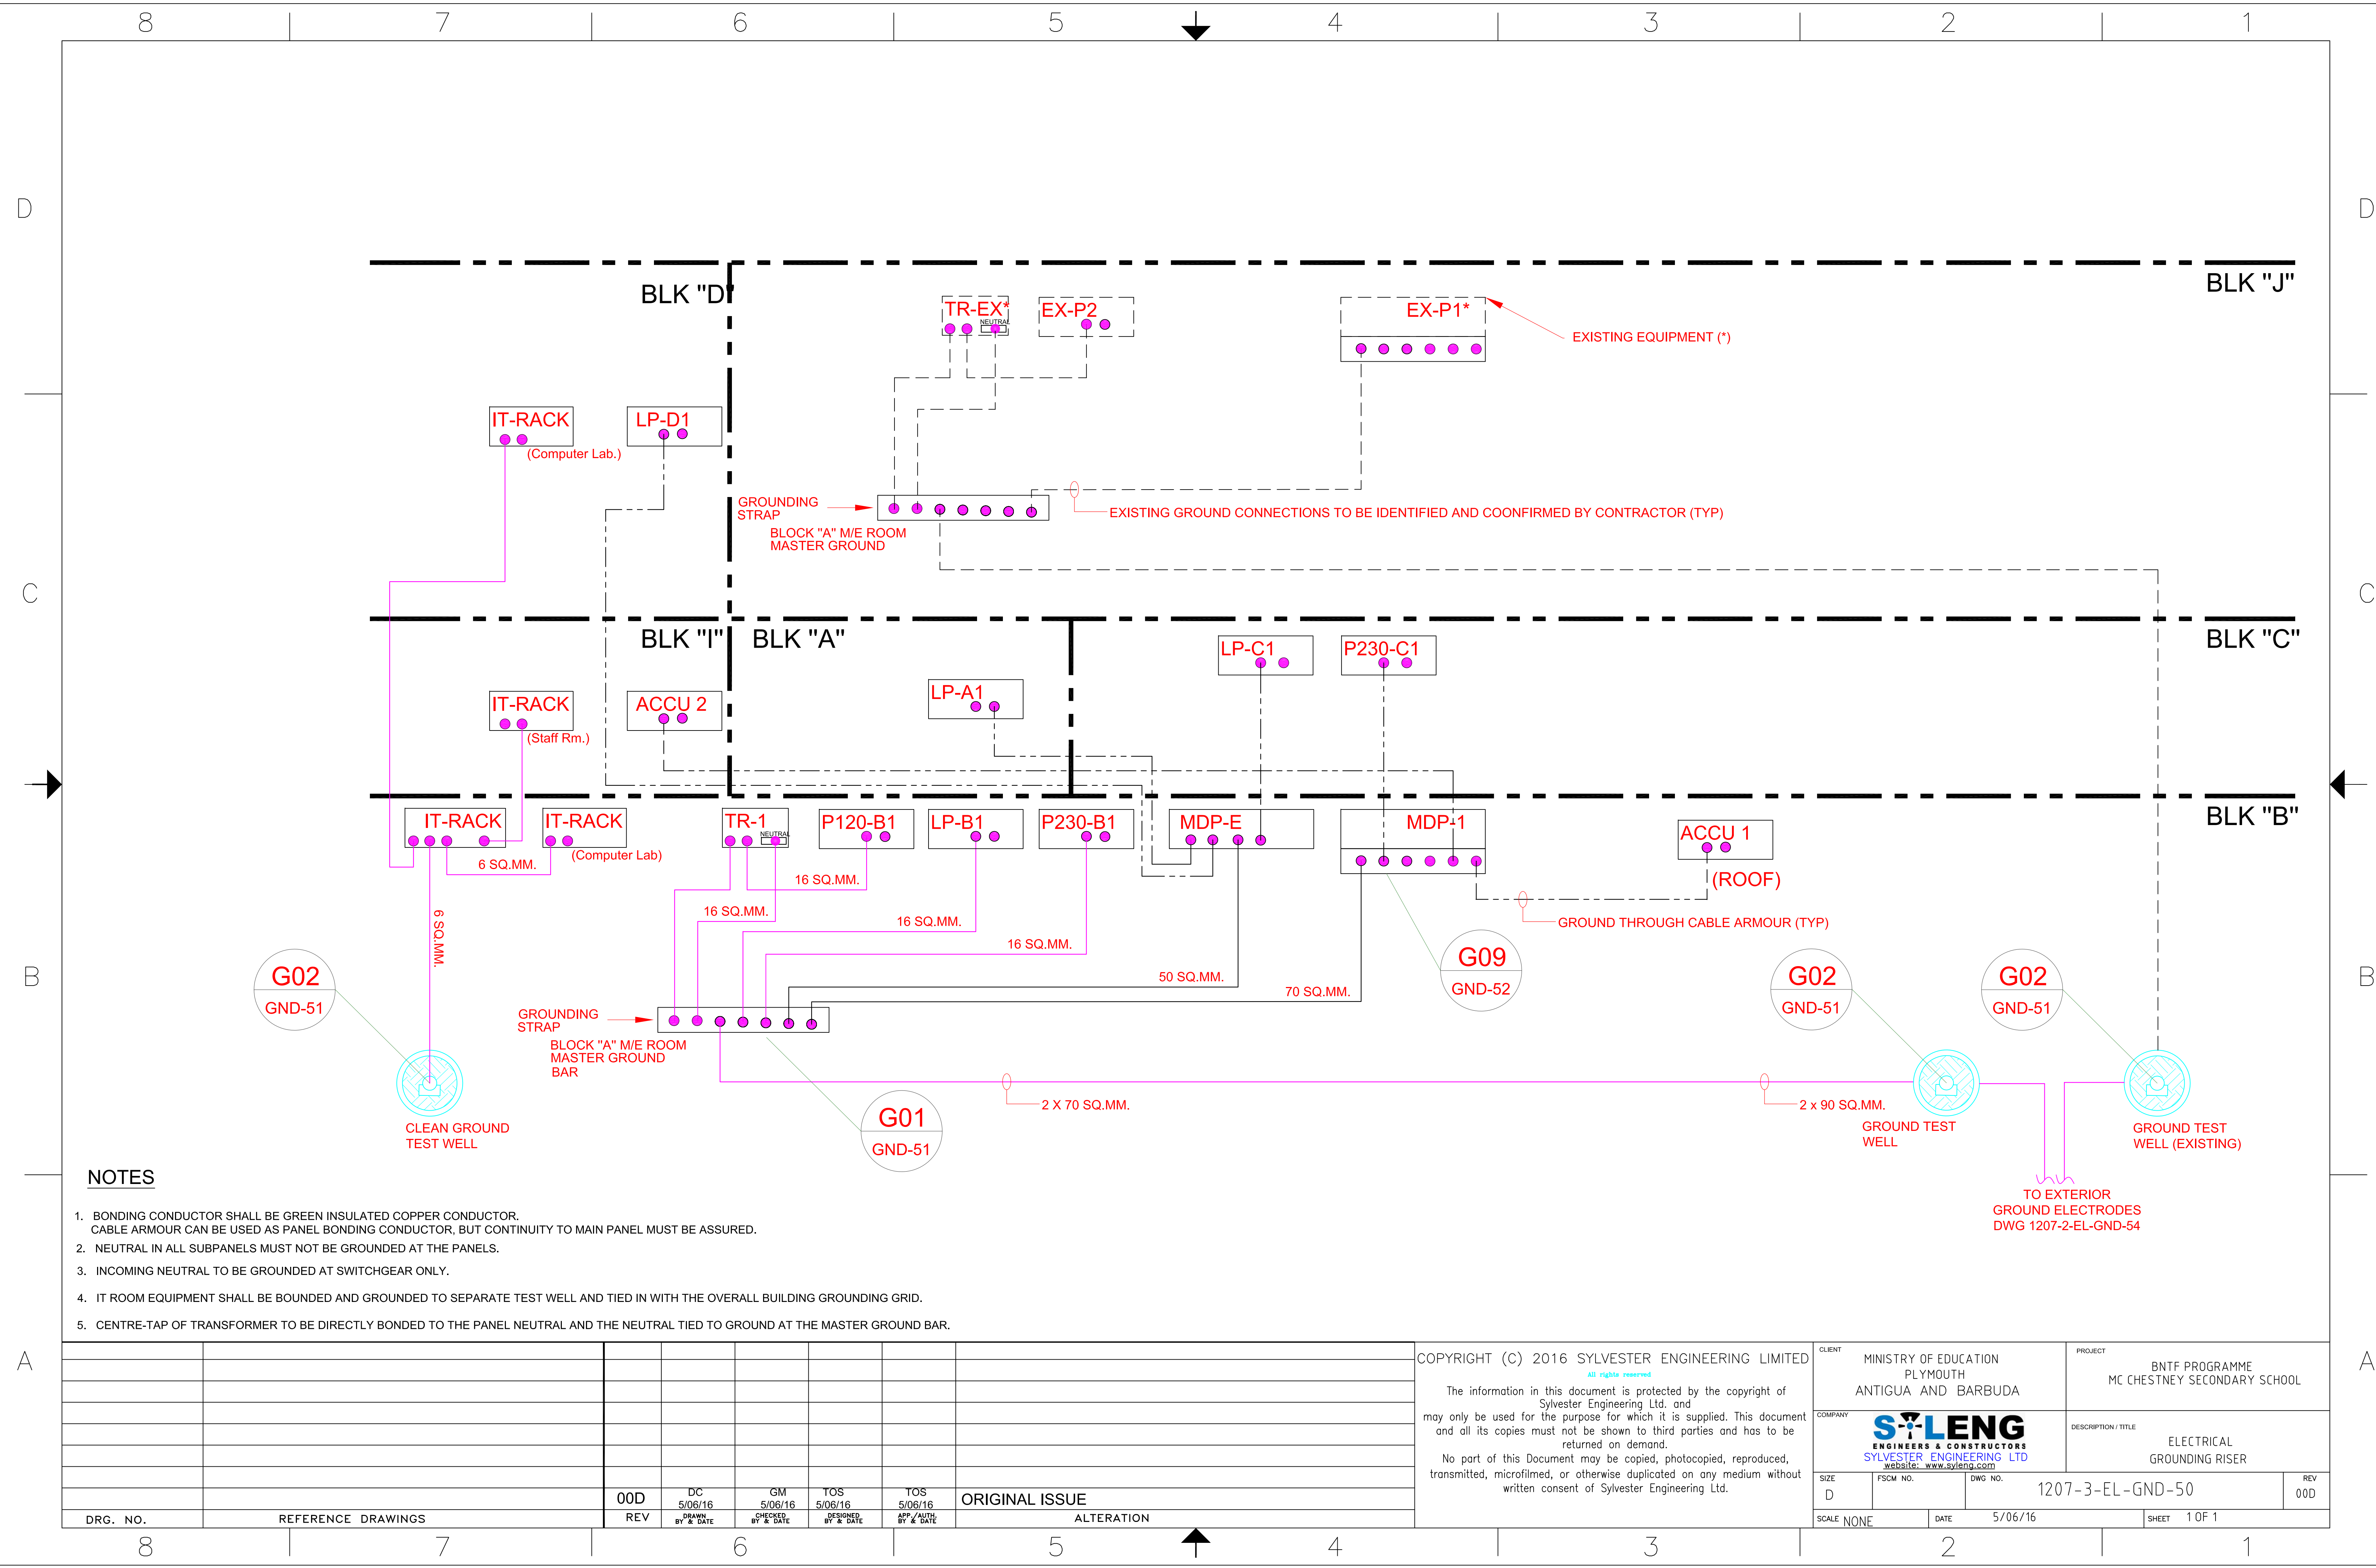 8 7 6 5 4 3 2 1
D
D
BLK "D"
BLK "J"
TR-EX*
NEUTRAL
EX-P2
EX-P1*
EXISTING EQUIPMENT (*)
IT-RACK
(Computer Lab.)
LP-D1
GROUNDING
STRAP
BLOCK "A" M/E ROOM
MASTER GROUND
EXISTING GROUND CONNECTIONS TO BE IDENTIFIED AND COONFIRMED BY CONTRACTOR (TYP)
C
C
BLK "I"
BLK "A"
BLK "C"
LP-C1
P230-C1
IT-RACK
(Staff Rm.)
ACCU 2
LP-A1
BLK "B"
IT-RACK
IT-RACK
(Computer Lab)
TR-1
NEUTRAL
P120-B1
LP-B1
P230-B1
MDP-E
MDP-1
ACCU 1
(ROOF)
6 SQ.MM.
16 SQ.MM.
16 SQ.MM.
16 SQ.MM.
16 SQ.MM.
50 SQ.MM.
70 SQ.MM.
6 SQ.MM.
GROUND THROUGH CABLE ARMOUR (TYP)
B
B
G02
GND-51
G09
GND-52
G02
GND-51
G02
GND-51
GROUNDING
STRAP
BLOCK "A" M/E ROOM
MASTER GROUND
BAR
G01
GND-51
2 X 70 SQ.MM.
2 x 90 SQ.MM.
CLEAN GROUND
TEST WELL
GROUND TEST
WELL
GROUND TEST
WELL (EXISTING)
TO EXTERIOR
GROUND ELECTRODES
DWG 1207-2-EL-GND-54
NOTES
1. BONDING CONDUCTOR SHALL BE GREEN INSULATED COPPER CONDUCTOR.
CABLE ARMOUR CAN BE USED AS PANEL BONDING CONDUCTOR, BUT CONTINUITY TO MAIN PANEL MUST BE ASSURED.
2. NEUTRAL IN ALL SUBPANELS MUST NOT BE GROUNDED AT THE PANELS.
3. INCOMING NEUTRAL TO BE GROUNDED AT SWITCHGEAR ONLY.
4. IT ROOM EQUIPMENT SHALL BE BOUNDED AND GROUNDED TO SEPARATE TEST WELL AND TIED IN WITH THE OVERALL BUILDING GROUNDING GRID.
5. CENTRE-TAP OF TRANSFORMER TO BE DIRECTLY BONDED TO THE PANEL NEUTRAL AND THE NEUTRAL TIED TO GROUND AT THE MASTER GROUND BAR.
A
A
DRG. NO.
REFERENCE DRAWINGS
00D
DC
5/06/16
GM
5/06/16
TOS
5/06/16
TOS
5/06/16
ORIGINAL ISSUE
REV
DRAWN
BY & DATE
CHECKED
BY & DATE
DESIGNED
BY & DATE
APP./AUTH.
BY & DATE
ALTERATION
COPYRIGHT (C) 2016 SYLVESTER ENGINEERING LIMITED
All rights reserved
The information in this document is protected by the copyright of
Sylvester Engineering Ltd. and
may only be used for the purpose for which it is supplied. This document
and all its copies must not be shown to third parties and has to be
returned on demand.
No part of this Document may be copied, photocopied, reproduced,
transmitted, microfilmed, or otherwise duplicated on any medium without
written consent of Sylvester Engineering Ltd.
CLIENT
MINISTRY OF EDUCATION
PLYMOUTH
ANTIGUA AND BARBUDA
PROJECT
BNTF PROGRAMME
MC CHESTNEY SECONDARY SCHOOL
COMPANY
SYLENG
ENGINEERS & CONSTRUCTORS
SYLVESTER ENGINEERING LTD
website: www.syleng.com
DESCRIPTION / TITLE
ELECTRICAL
GROUNDING RISER
SIZE
D
FSCM NO.
DWG NO.
1207-3-EL-GND-50
REV
00D
SCALE NONE
DATE 5/06/16
SHEET 1 OF 1
8 7 6 5 4 3 2 1